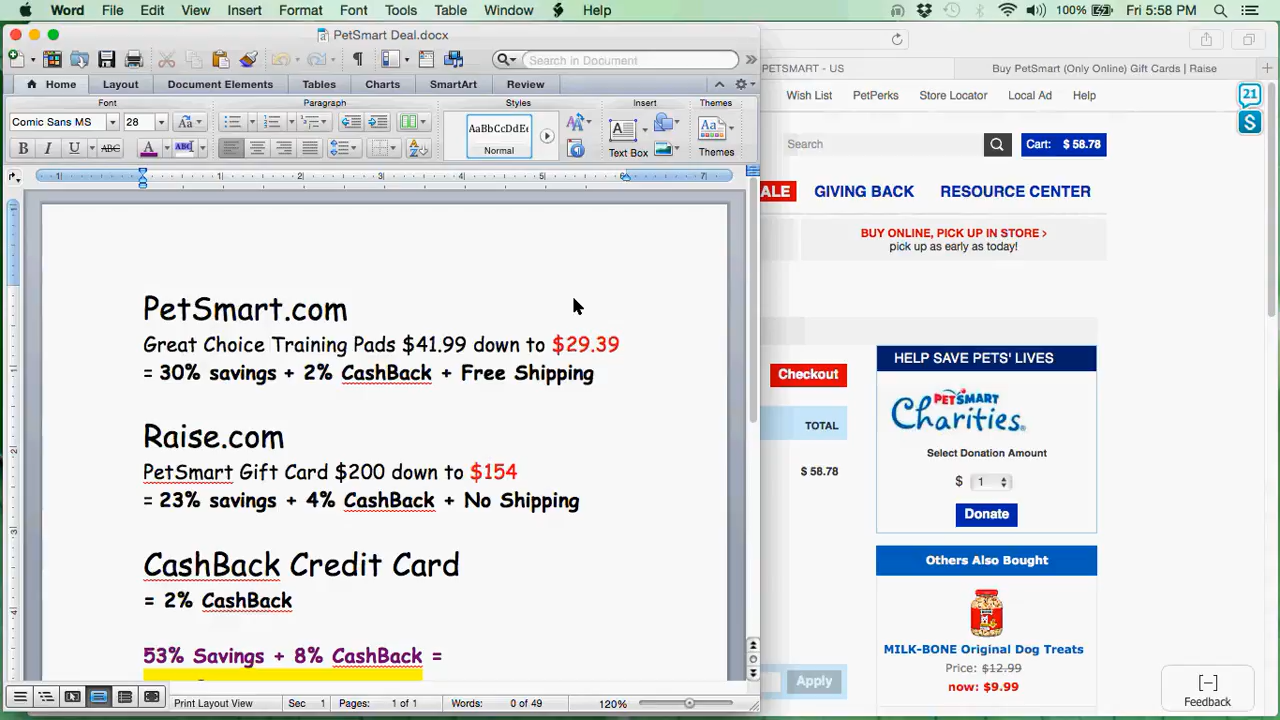 Word File Edit View Insert Format Font Tools Table Window Help 100% Fri 5:58 PM
PetSmart Deal.docx
Search in Document
Home Layout Document Elements Tables Charts SmartArt Review
Font Paragraph Styles Insert Themes
Comic Sans MS 28 Aa
B I U ABC A ABC
AaBbCcDdEe
Normal
Text Box
Themes
PetSmart.com
Great Choice Training Pads $41.99 down to $29.39
= 30% savings + 2% CashBack + Free Shipping
Raise.com
PetSmart Gift Card $200 down to $154
= 23% savings + 4% CashBack + No Shipping
CashBack Credit Card
= 2% CashBack
53% Savings + 8% CashBack =
Print Layout View Sec 1 Pages: 1 of 1 Words: 0 of 49 120%
PETSMART - US
Buy PetSmart (Only Online) Gift Cards | Raise
21
S
Wish List PetPerks Store Locator Local Ad Help
Search
Cart: $ 58.78
ALE GIVING BACK RESOURCE CENTER
BUY ONLINE, PICK UP IN STORE >
pick up as early as today!
Checkout
TOTAL
$ 58.78
Apply
HELP SAVE PETS' LIVES
PETSMART
Charities
Select Donation Amount
$ 1
Donate
Others Also Bought
MILK-BONE Original Dog Treats
Price: $12.99
now: $9.99
[-]
Feedback